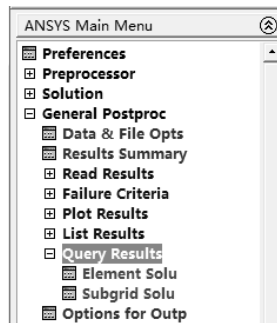 ANSYS Main Menu
Preferences
Preprocessor
Solution
General Postproc
Data & File Opts
Results Summary
Read Results
Failure Criteria
Plot Results
List Results
Query Results
Element Solu
Subgrid Solu
Options for Outp